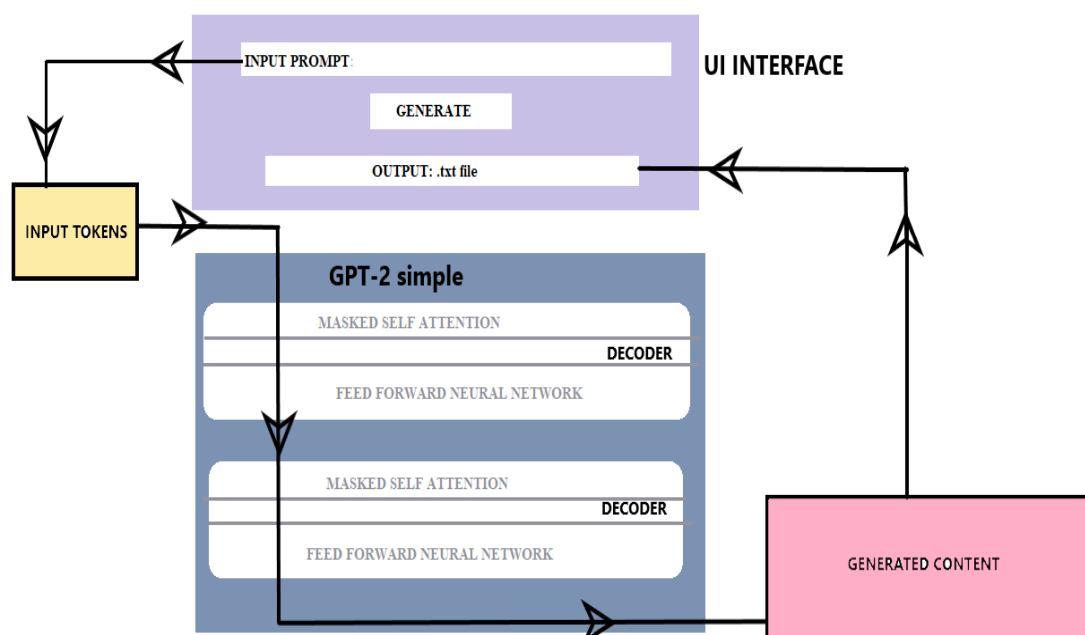 INPUT PROMPT:
UI INTERFACE
GENERATE
OUTPUT: .txt file
INPUT TOKENS
GPT-2 simple
MASKED SELF ATTENTION
DECODER
FEED FORWARD NEURAL NETWORK
MASKED SELF ATTENTION
DECODER
FEED FORWARD NEURAL NETWORK
GENERATED CONTENT